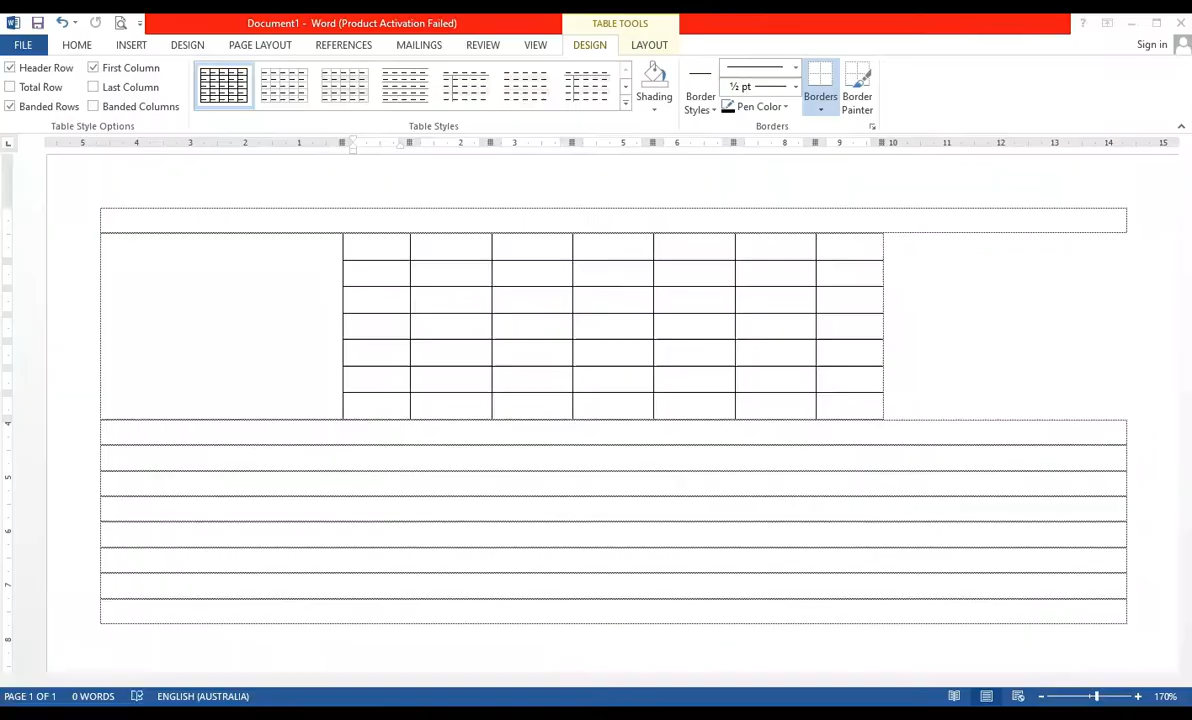 Document1 - Word (Product Activation Failed)
TABLE TOOLS
?
FILE
HOME
INSERT
DESIGN
PAGE LAYOUT
REFERENCES
MAILINGS
REVIEW
VIEW
DESIGN
LAYOUT
Sign in
Header Row
First Column
Total Row
Last Column
Banded Rows
Banded Columns
Table Style Options
Table Styles
Shading
Border Styles
½ pt
Pen Color
Borders
Border Painter
Borders
5 4 3 2 1 2 3 5 6 8 9 10 11 12 13 14 15
4
5
6
7
8
PAGE 1 OF 1 0 WORDS ENGLISH (AUSTRALIA) 170%